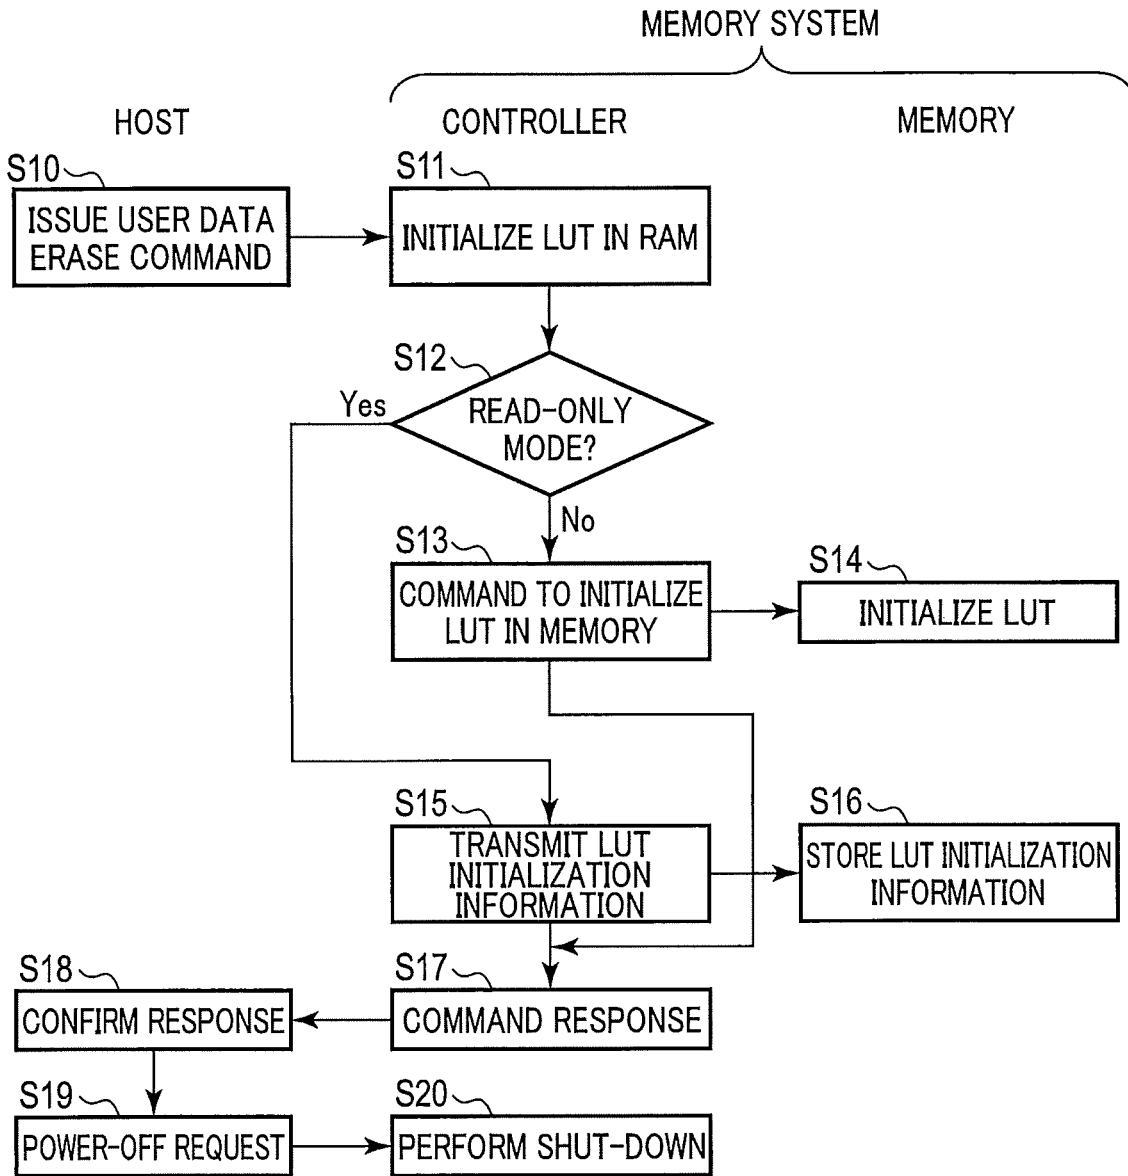 MEMORY SYSTEM
HOST
CONTROLLER
MEMORY
S10
ISSUE USER DATA
ERASE COMMAND
S11
INITIALIZE LUT IN RAM
S12
READ-ONLY
MODE?
Yes
No
S13
COMMAND TO INITIALIZE
LUT IN MEMORY
S14
INITIALIZE LUT
S15
TRANSMIT LUT
INITIALIZATION
INFORMATION
S16
STORE LUT INITIALIZATION
INFORMATION
S17
COMMAND RESPONSE
S18
CONFIRM RESPONSE
S19
POWER-OFF REQUEST
S20
PERFORM SHUT-DOWN